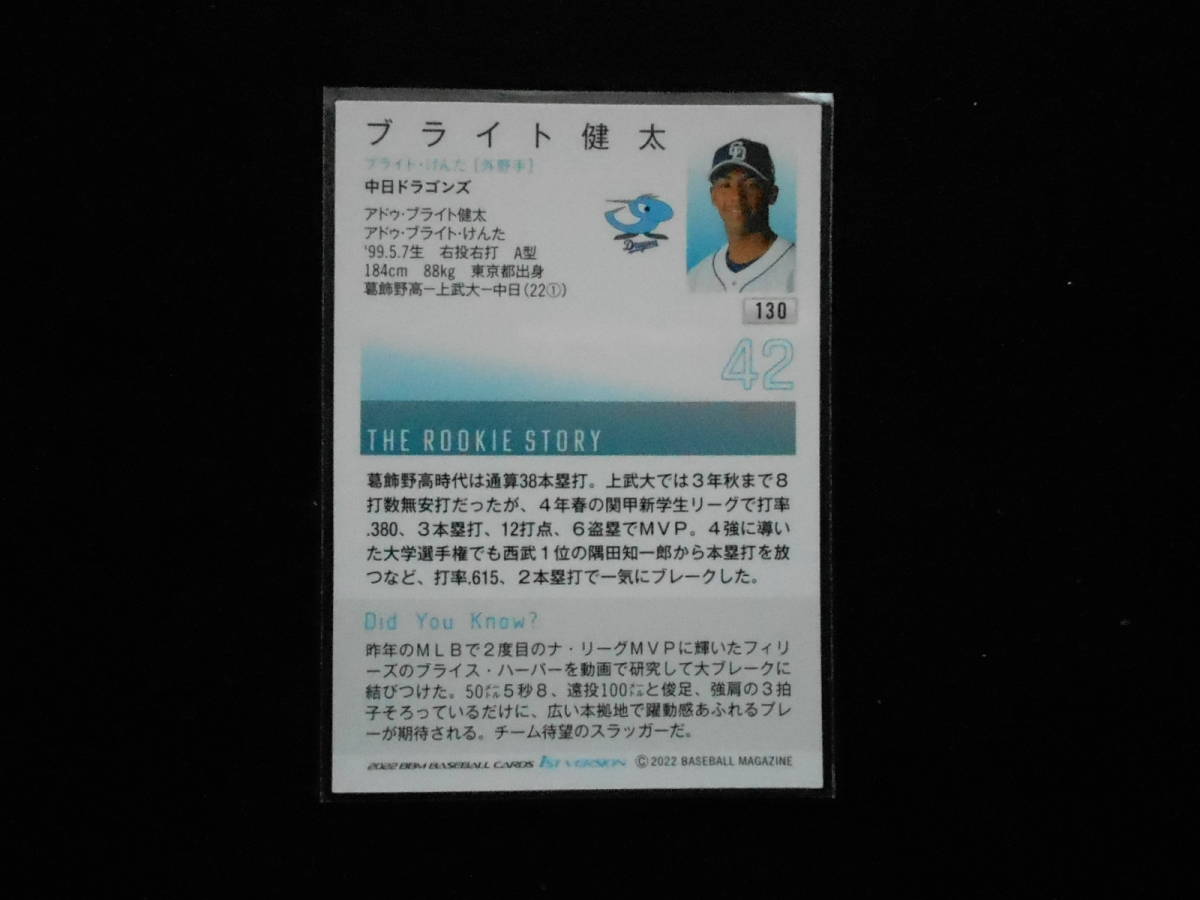 ブライト健太
ブライト・けんた [外野手]
中日ドラゴンズ
アドゥ・ブライト健太
アドゥ・ブライト・けんた
'99.5.7生 右投右打 A型
184cm 88kg 東京都出身
葛飾野高ー上武大ー中日(22①)
Dragons
CD
130
42
THE ROOKIE STORY
葛飾野高時代は通算38本塁打。上武大では3年秋まで8
打数無安打だったが、4年春の関甲新学生リーグで打率
.380、3本塁打、12打点、6盗塁でMVP。4強に導い
た大学選手権でも西武1位の隅田知一郎から本塁打を放
つなど、打率.615、2本塁打で一気にブレークした。
Did You Know?
昨年のMLBで2度目のナ・リーグMVPに輝いたフィリ
ーズのブライス・ハーパーを動画で研究して大ブレークに
結びつけた。50㍍5秒8、遠投100㍍と俊足、強肩の3拍
子そろっているだけに、広い本拠地で躍動感あふれるプレ
ーが期待される。チーム待望のスラッガーだ。
2022 BBM BASEBALL CARDS 1ST VERSION ©2022 BASEBALL MAGAZINE